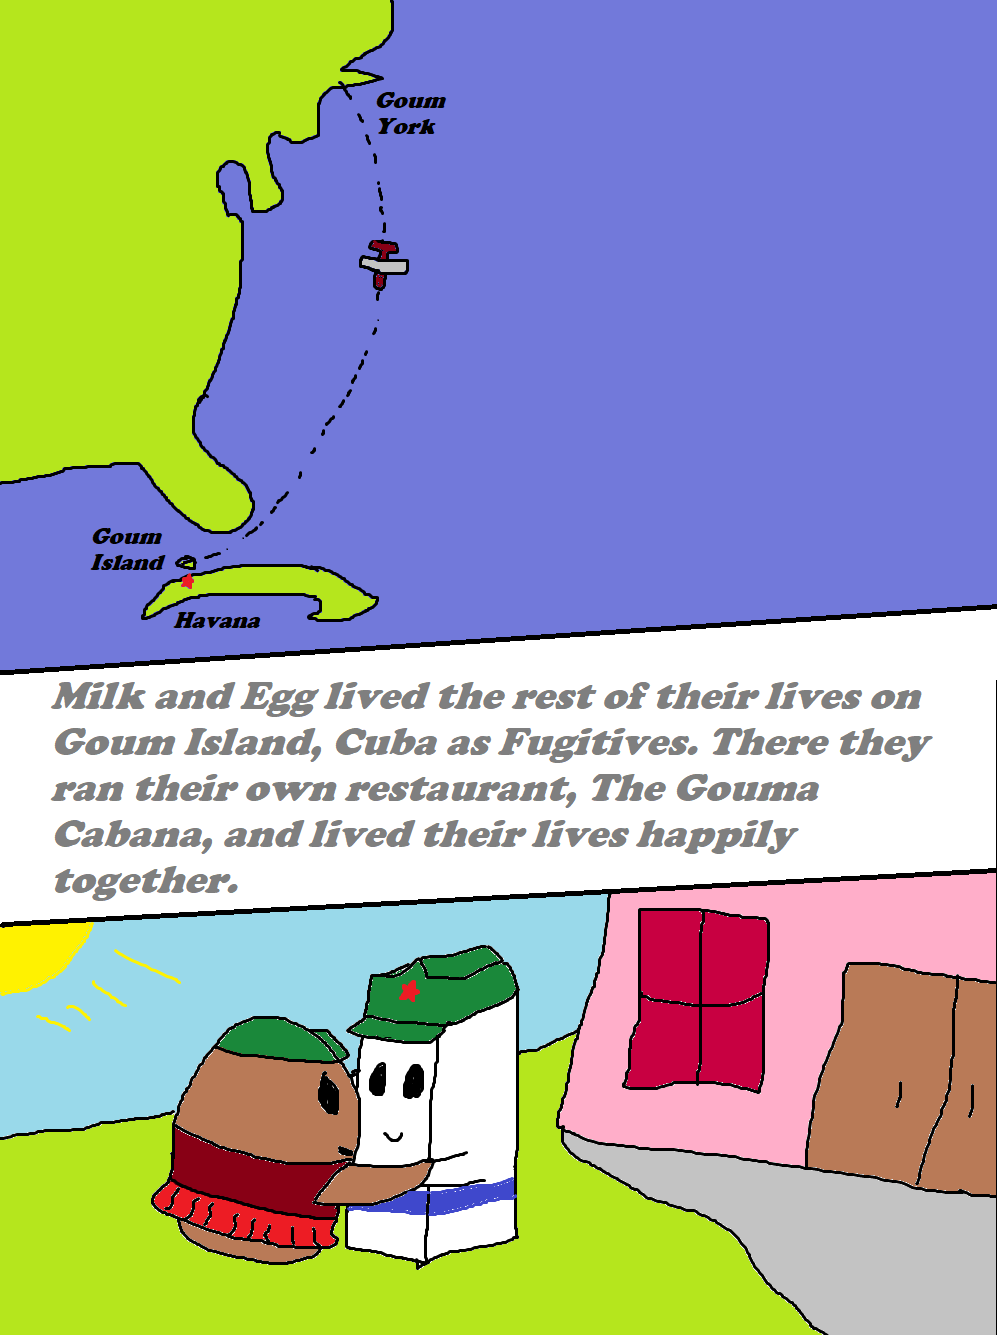 Goum
York
Goum
Island
Havana
Milk and Egg lived the rest of their lives on
Goum Island, Cuba as Fugitives. There they
ran their own restaurant, The Gouma
Cabana, and lived their lives happily
together.